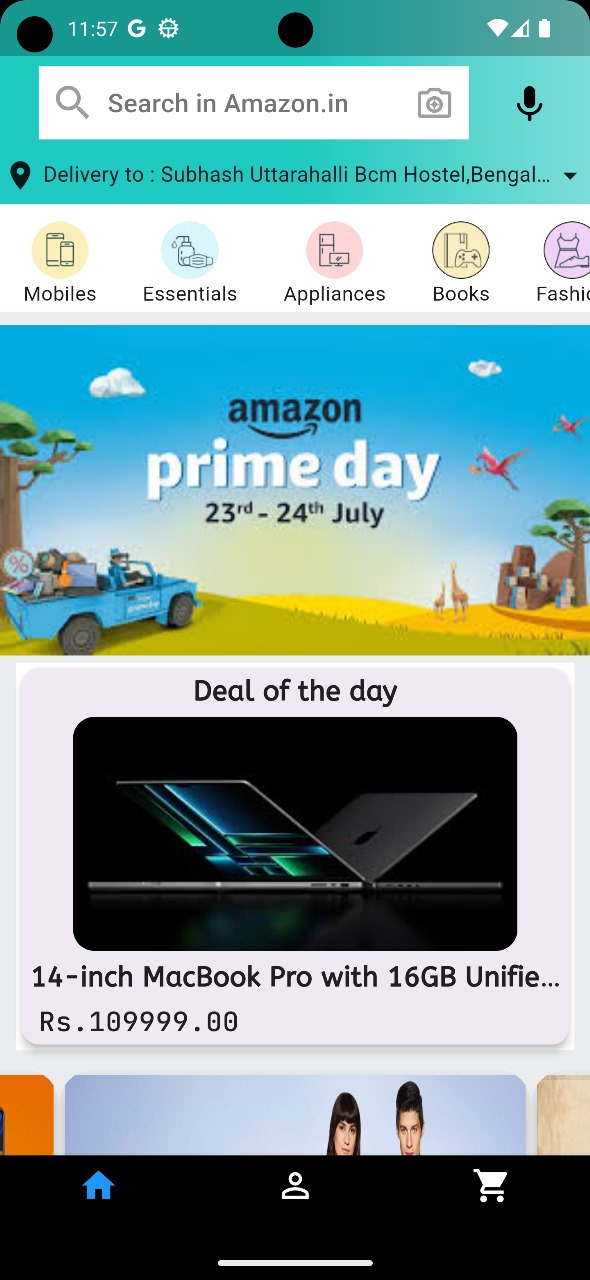 11:57
Search in Amazon.in
Delivery to : Subhash Uttarahalli Bcm Hostel,Bengal...
Mobiles
Essentials
Appliances
Books
Fashi
amazon
prime day
23rd - 24th July
%
Deal of the day
14-inch MacBook Pro with 16GB Unifie...
Rs.109999.00